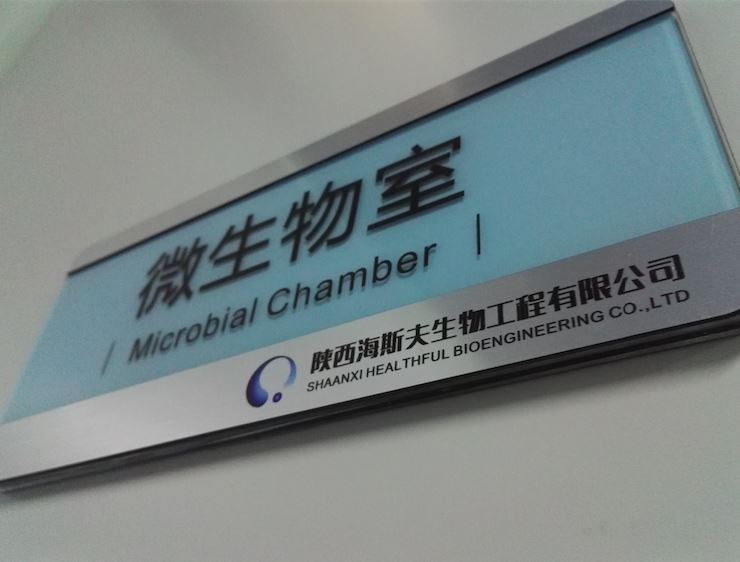 微生物室
Microbial Chamber
陕西海斯夫生物工程有限公司
SHAANXI HEALTHFUL BIOENGINEERING CO.,LTD